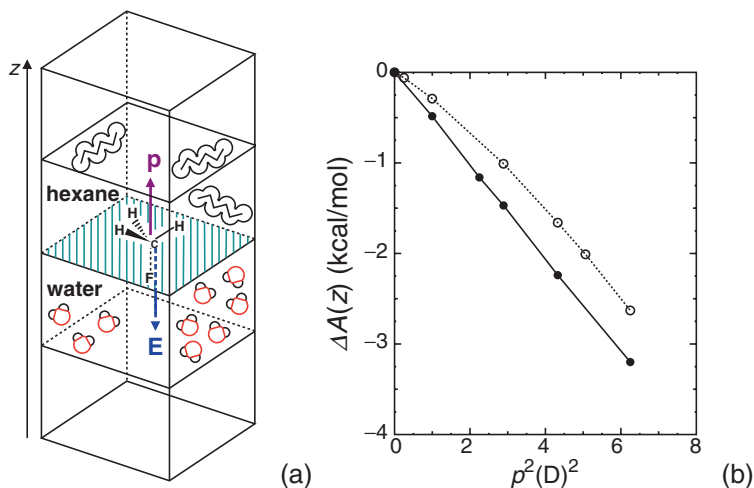 z
p
hexane
H
H
H
C
F
water
E
(a)
0
−1
−2
−3
−4
ΔA(z) (kcal/mol)
0 2 4 6 8
p²(D)²
(b)